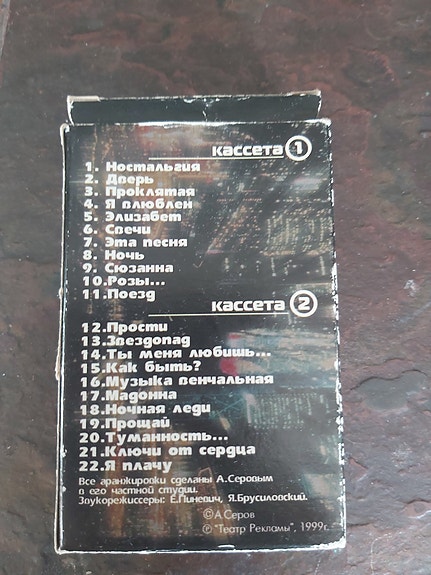 кассета 1
1. Ностальгия
2. Дверь
3. Проклятая
4. Я влюблен
5. Элизабет
6. Свечи
7. Эта песня
8. Ночь
9. Сюзанна
10.Розы...
11.Поезд
кассета 2
12.Прости
13.Звездопад
14.Ты меня любишь...
15.Как быть?
16.Музыка венчальная
17.Мадонна
18.Ночная леди
19.Прощай
20.Туманность...
21.Ключи от сердца
22.Я плачу
Все аранжировки сделаны А.Серовым
в его частной студии.
Звукорежиссеры: Е.Пиневич, Я.Брусиловский.
©А.Серов
℗ "Театр Рекламы", 1999г.